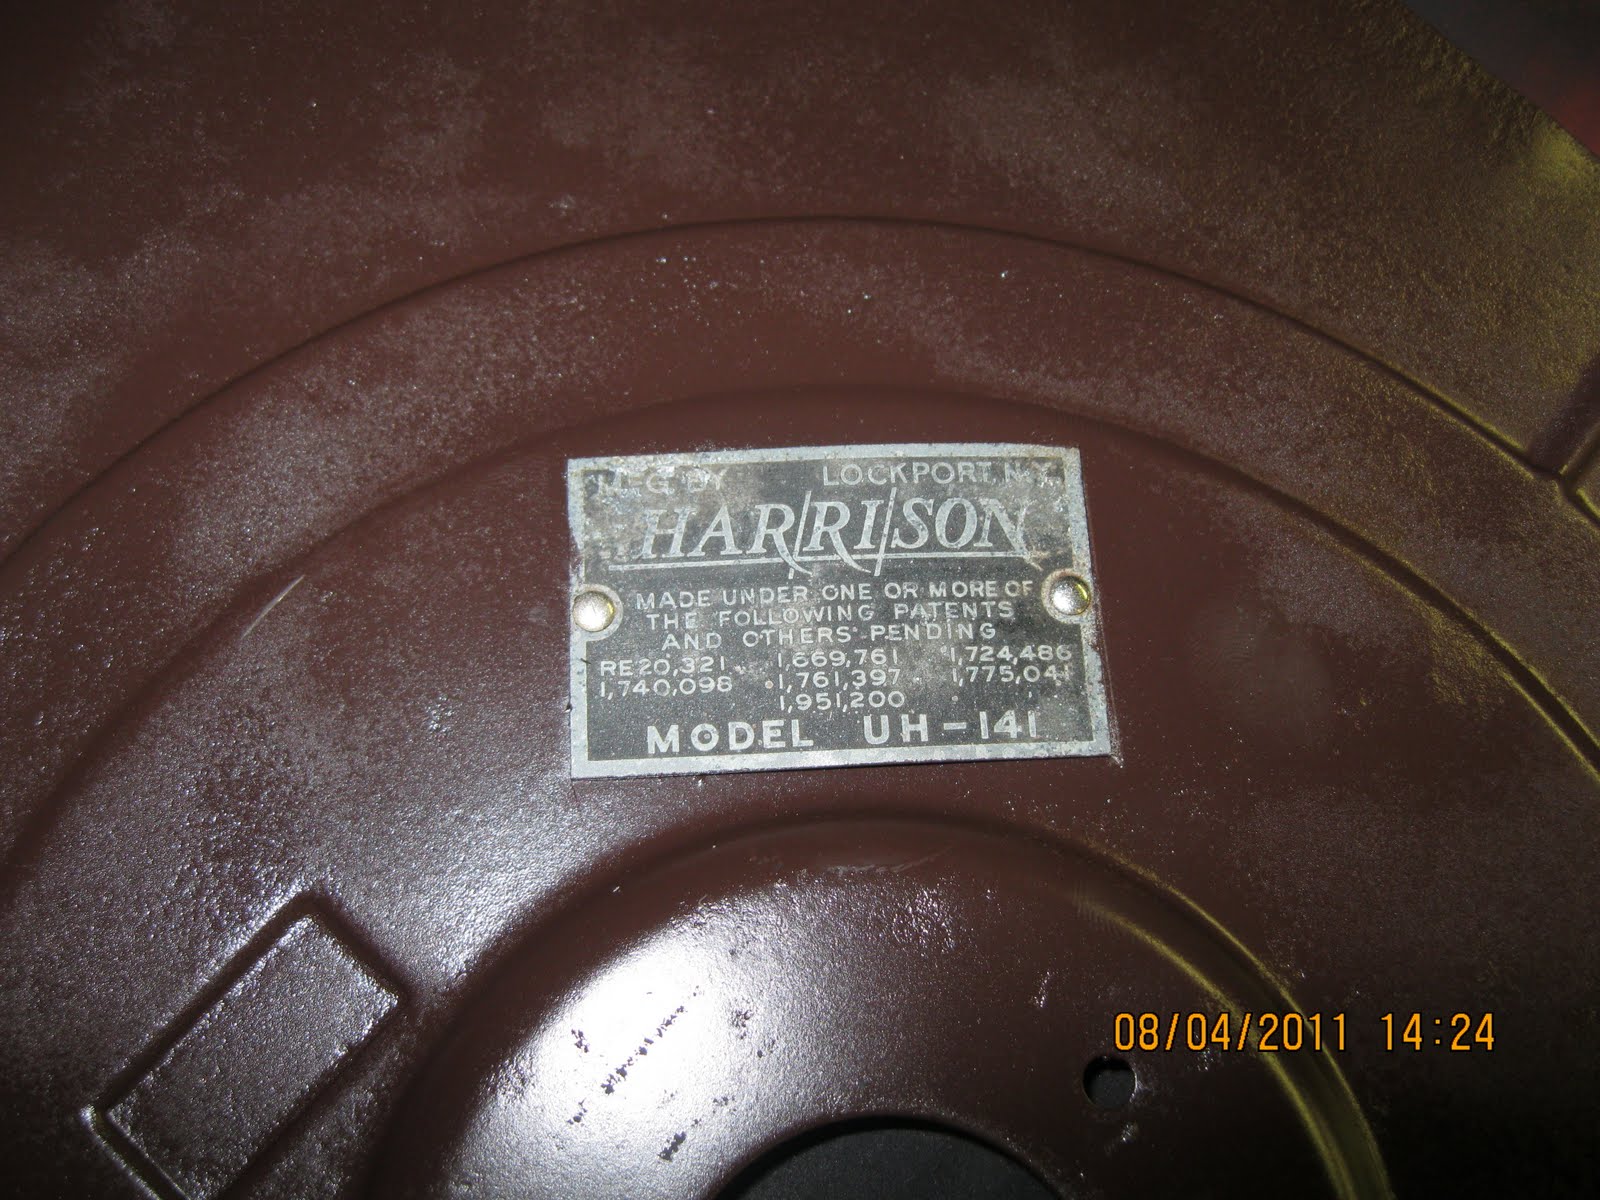 MFG BY LOCKPORT, N.Y.
HARRISON
MADE UNDER ONE OR MORE OF
THE FOLLOWING PATENTS
AND OTHERS PENDING
RE20,321 1,669,761 1,724,486
1,740,098 1,761,397 1,775,041
1,951,200
MODEL UH-141
08/04/2011 14:24